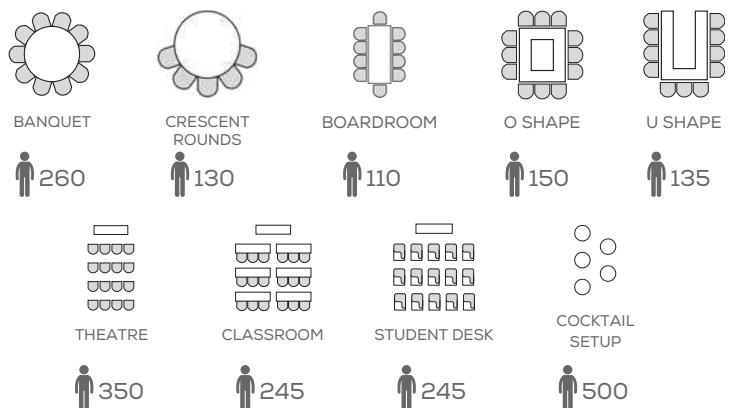 BANQUET
CRESCENT
ROUNDS
BOARDROOM
O SHAPE
U SHAPE
260
130
110
150
135
THEATRE
CLASSROOM
STUDENT DESK
COCKTAIL
SETUP
350
245
245
500